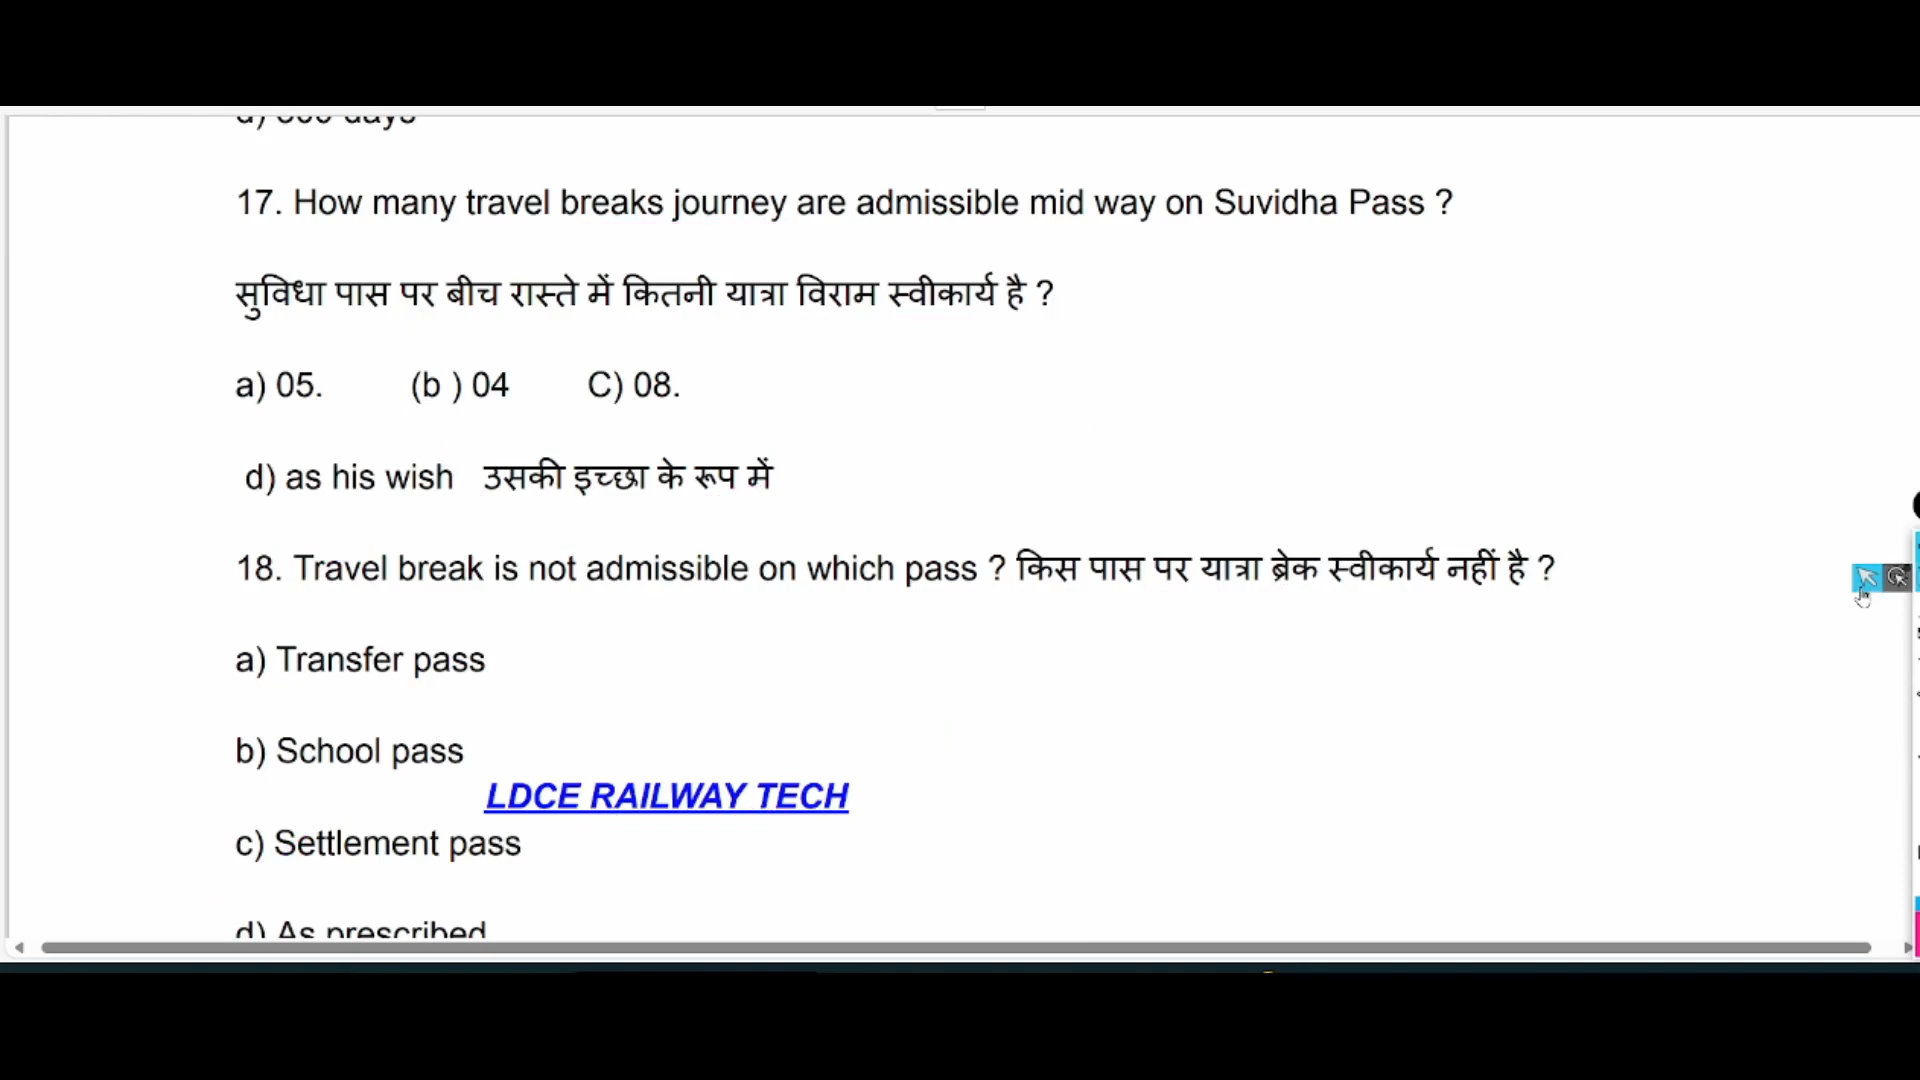 17. How many travel breaks journey are admissible mid way on Suvidha Pass ?
सुविधा पास पर बीच रास्ते में कितनी यात्रा विराम स्वीकार्य है ?
a) 05. (b ) 04 C) 08.
d) as his wish उसकी इच्छा के रूप में
18. Travel break is not admissible on which pass ? किस पास पर यात्रा ब्रेक स्वीकार्य नहीं है ?
a) Transfer pass
b) School pass
LDCE RAILWAY TECH
c) Settlement pass
d) As prescribed